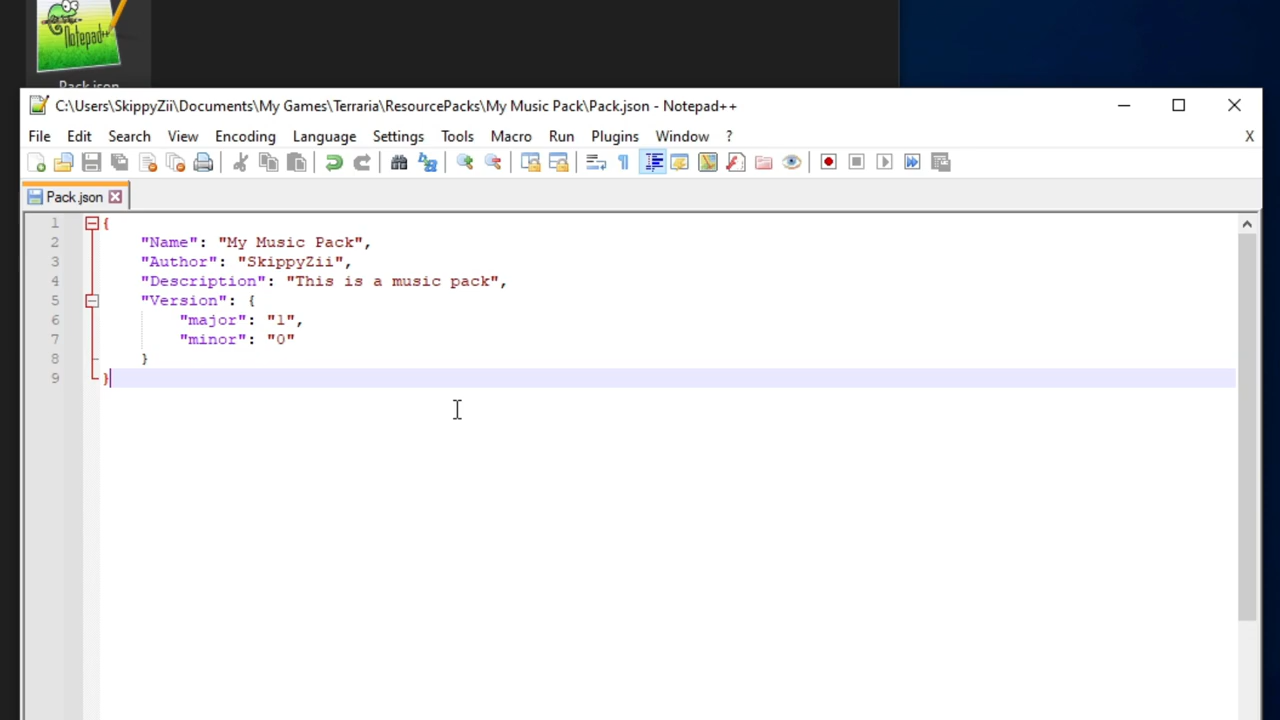 Notepad++
Pack.json
C:\Users\SkippyZii\Documents\My Games\Terraria\ResourcePacks\My Music Pack\Pack.json - Notepad++
File Edit Search View Encoding Language Settings Tools Macro Run Plugins Window ? X
Pack.json
1 {
2 "Name": "My Music Pack",
3 "Author": "SkippyZii",
4 "Description": "This is a music pack",
5 "Version": {
6 "major": "1",
7 "minor": "0"
8 }
9 }